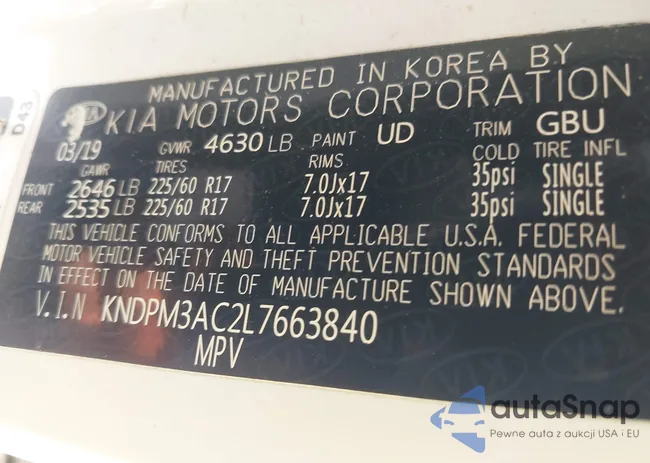 MANUFACTURED IN KOREA BY
KIA MOTORS CORPORATION
D43
03/19 GVWR 4630 LB PAINT UD TRIM GBU
GAWR TIRES RIMS COLD TIRE INFL
FRONT 2646 LB 225/60 R17 7.0Jx17 35psi SINGLE
REAR 2535 LB 225/60 R17 7.0Jx17 35psi SINGLE
THIS VEHICLE CONFORMS TO ALL APPLICABLE U.S.A. FEDERAL
MOTOR VEHICLE SAFETY AND THEFT PREVENTION STANDARDS
IN EFFECT ON THE DATE OF MANUFACTURE SHOWN ABOVE.
V.I.N KNDPM3AC2L7663840
MPV
autaSnap
Pewne auta z aukcji USA i EU